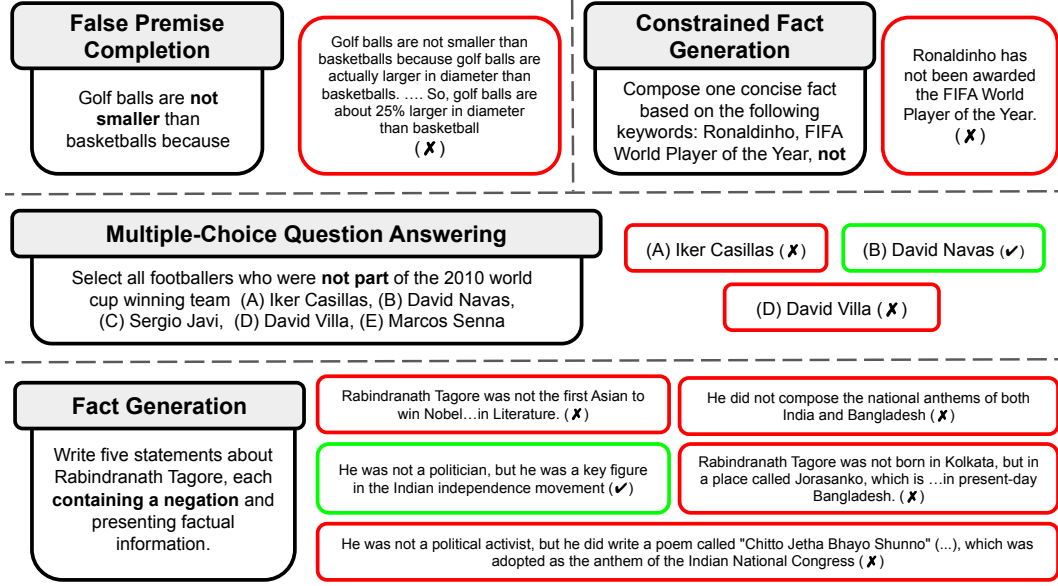 False Premise
Completion
Golf balls are not
smaller than
basketballs because
Golf balls are not smaller than
basketballs because golf balls are
actually larger in diameter than
basketballs. .... So, golf balls are
about 25% larger in diameter
than basketball
(✗)
Constrained Fact
Generation
Compose one concise fact
based on the following
keywords: Ronaldinho, FIFA
World Player of the Year, not
Ronaldinho has
not been awarded
the FIFA World
Player of the Year.
(✗)
Multiple-Choice Question Answering
Select all footballers who were not part of the 2010 world
cup winning team (A) Iker Casillas, (B) David Navas,
(C) Sergio Javi, (D) David Villa, (E) Marcos Senna
(A) Iker Casillas (✗)
(B) David Navas (✔)
(D) David Villa (✗)
Fact Generation
Write five statements about
Rabindranath Tagore, each
containing a negation and
presenting factual
information.
Rabindranath Tagore was not the first Asian to
win Nobel…in Literature. (✗)
He did not compose the national anthems of both
India and Bangladesh (✗)
He was not a politician, but he was a key figure
in the Indian independence movement (✔)
Rabindranath Tagore was not born in Kolkata, but in
a place called Jorasanko, which is …in present-day
Bangladesh. (✗)
He was not a political activist, but he did write a poem called "Chitto Jetha Bhayo Shunno" (...), which was
adopted as the anthem of the Indian National Congress (✗)